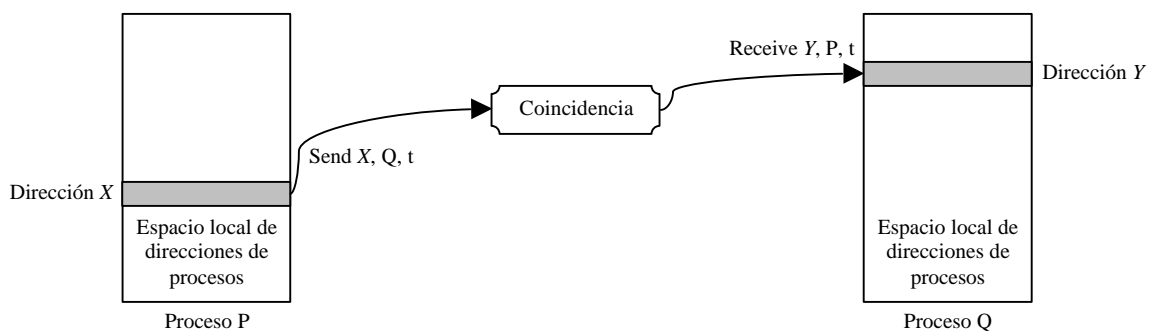 Receive Y, P, t
Dirección Y
Coincidencia
Send X, Q, t
Dirección X
Espacio local de
direcciones de
procesos
Proceso P
Espacio local de
direcciones de
procesos
Proceso Q